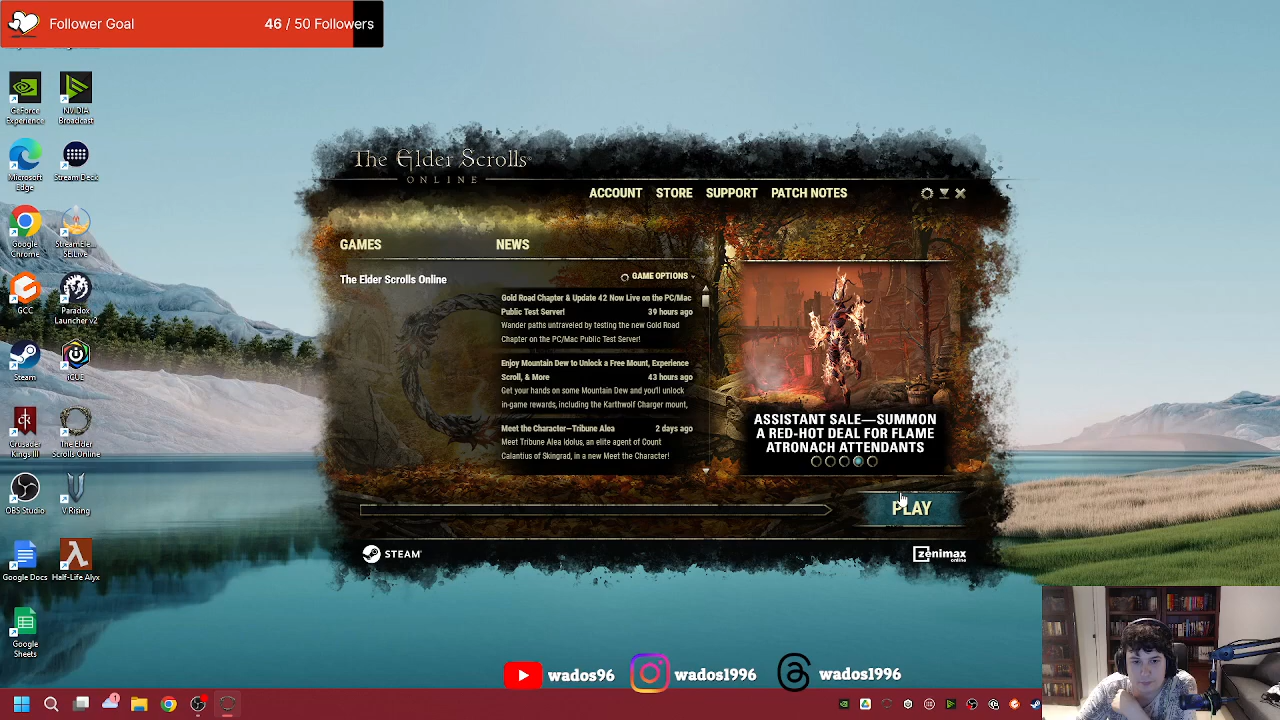 Follower Goal 46 / 50 Followers
GeForce Experience
NVIDIA Broadcast
Microsoft Edge
Stream Deck
Google Chrome
GCC
Paradox Launcher v2
Steam
iCUE
Crusader Kings III
The Elder Scrolls Online
OBS Studio
V Rising
Google Docs
Half-Life Alyx
Google Sheets
The Elder Scrolls
ONLINE
ACCOUNT STORE SUPPORT PATCH NOTES
GAMES NEWS
The Elder Scrolls Online
GAME OPTIONS
Gold Road Chapter & Update 42 Now Live on the PC/Mac
Public Test Server! 39 hours ago
Wander paths untraveled by testing the new Gold Road
Chapter on the PC/Mac Public Test Server!
Enjoy Mountain Dew to Unlock a Free Mount, Experience
Scroll, & More 43 hours ago
Get your hands on some Mountain Dew and you'll unlock
in-game rewards, including the Karthwolf Charger mount,
Meet the Character—Tribune Alea 2 days ago
Meet Tribune Alea Idolus, an elite agent of Count
Calantius of Skingrad, in a new Meet the Character!
ASSISTANT SALE—SUMMON
A RED-HOT DEAL FOR FLAME
ATRONACH ATTENDANTS
PLAY
STEAM
zenimax
online
wados96 wados1996 wados1996
1